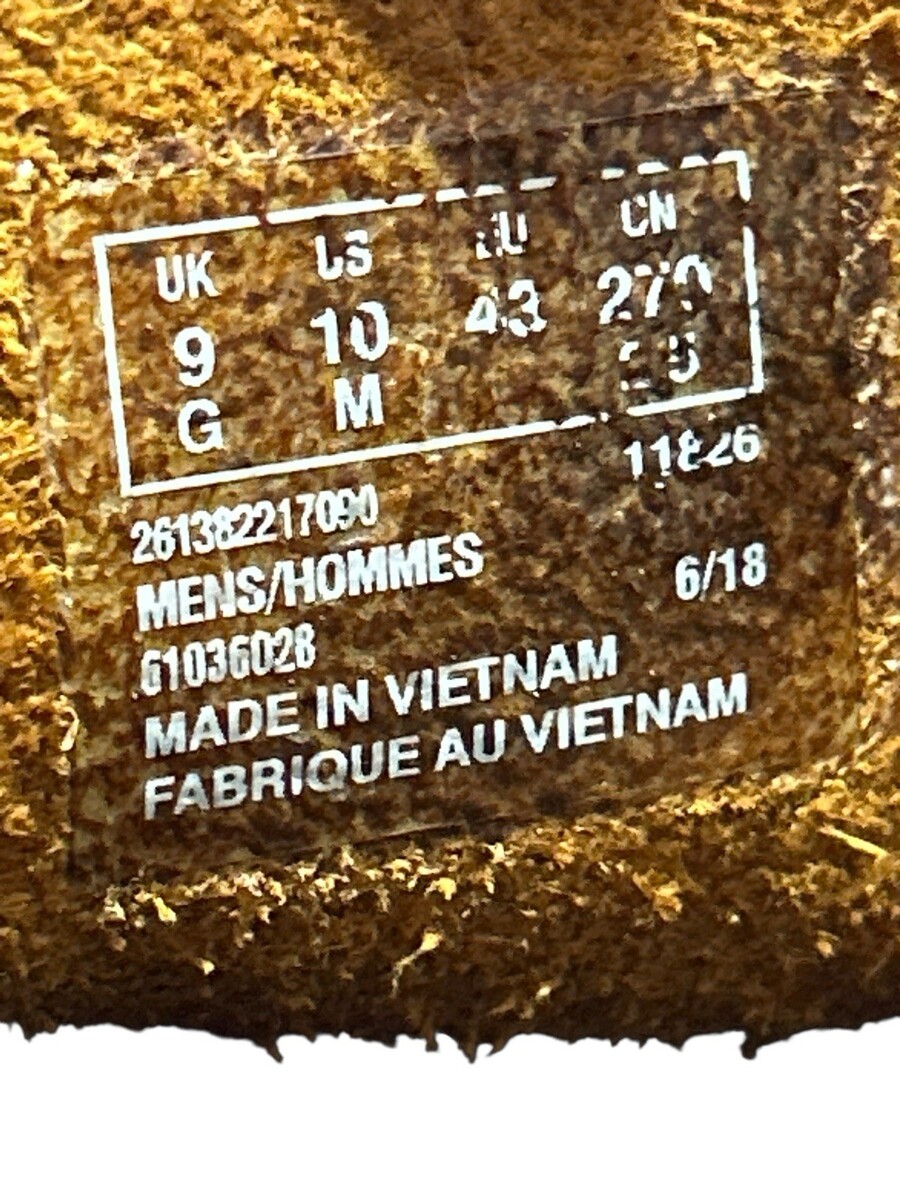 UK US EU CN
9 10 43 270
G M
261382217090
MENS/HOMMES 6/18
61036028
MADE IN VIETNAM
FABRIQUE AU VIETNAM